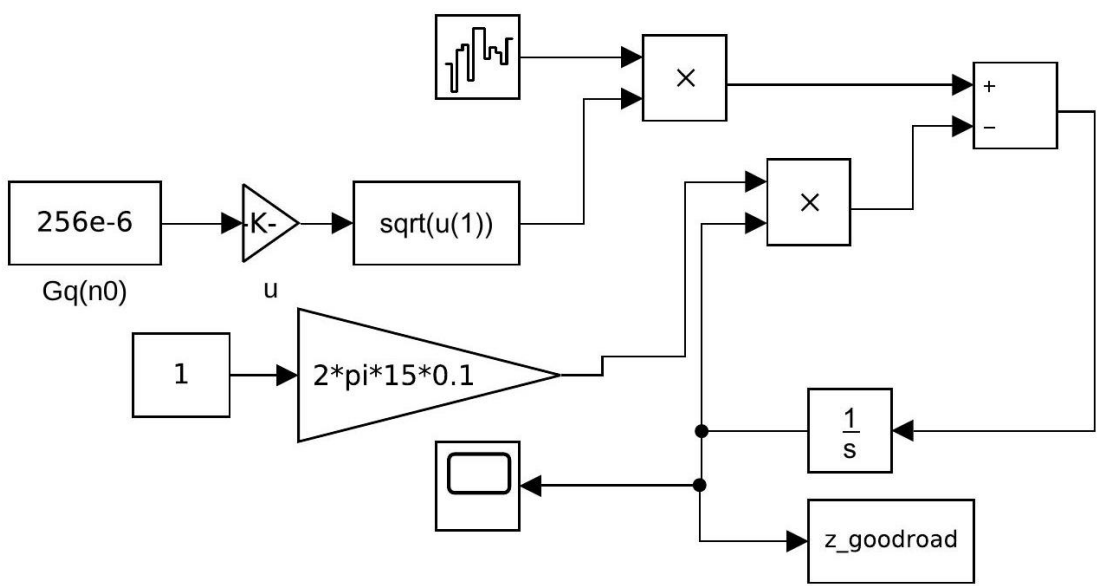 ×
+
−
×
256e-6
-K-
sqrt(u(1))
Gq(n0)
u
1
2*pi*15*0.1
1
s
z_goodroad